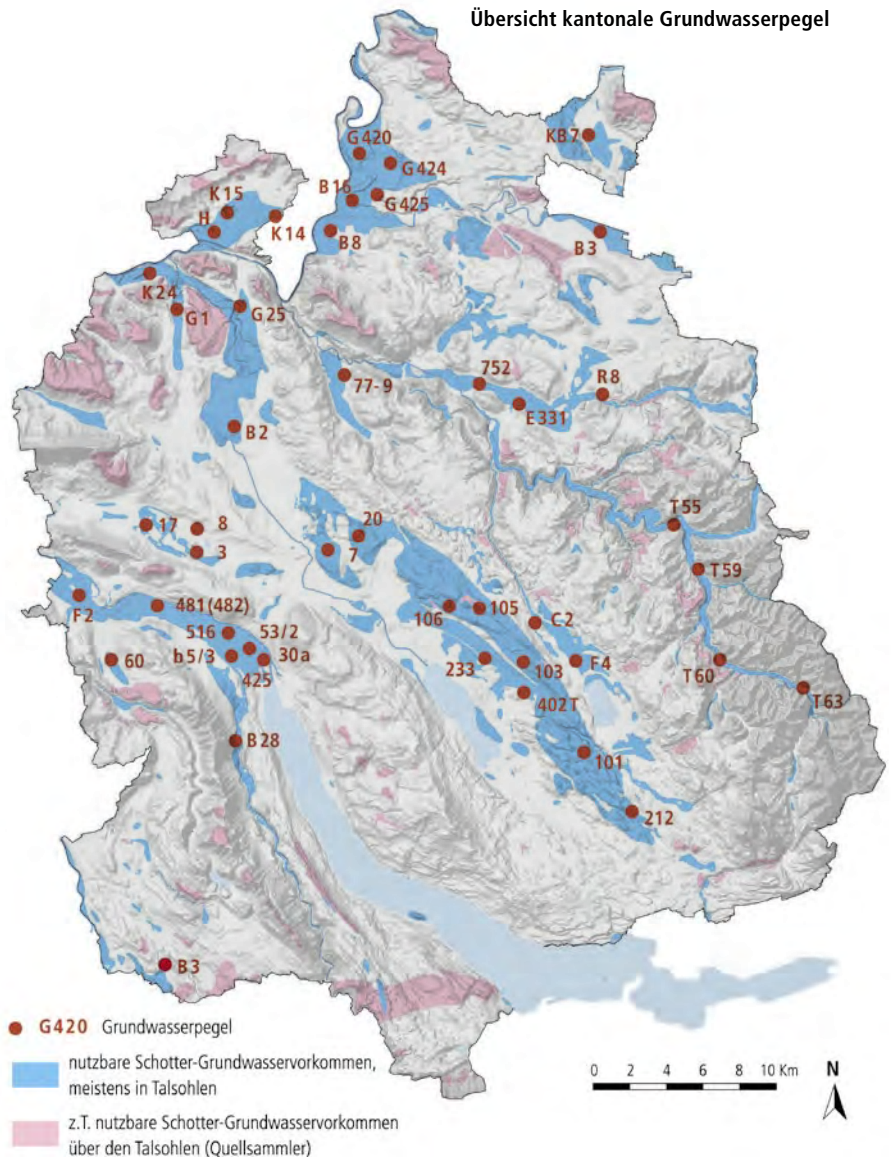 Übersicht kantonale Grundwasserpegel
KB7
G420
G424
K15
B16
G425
H
K14
B8
B3
K24
G1
G25
77-9
752
R8
E331
B2
17
8
20
T55
3
7
T59
F2
481(482)
106
105
C2
516
53/2
60
b5/3
30a
233
103
F4
T60
425
402T
T63
B28
101
212
B3
G420 Grundwasserpegel
nutzbare Schotter-Grundwasservorkommen,
meistens in Talsohlen
0 2 4 6 8 10 Km
N
z.T. nutzbare Schotter-Grundwasservorkommen
über den Talsohlen (Quellsammler)